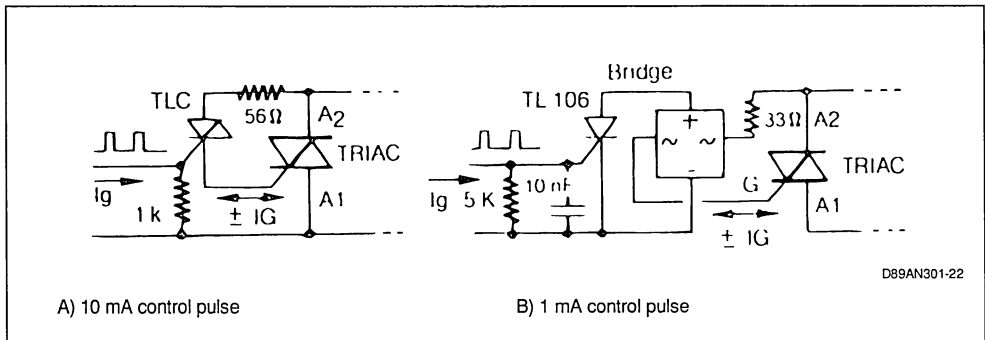 Bridge
TLC
56Ω
A2
TRIAC
Ig
1 k
± IG
A1
TL 106
+
~ ~
-
33Ω
A2
TRIAC
10 nF
Ig 5 K
G
A1
± IG
D89AN301-22
A) 10 mA control pulse
B) 1 mA control pulse